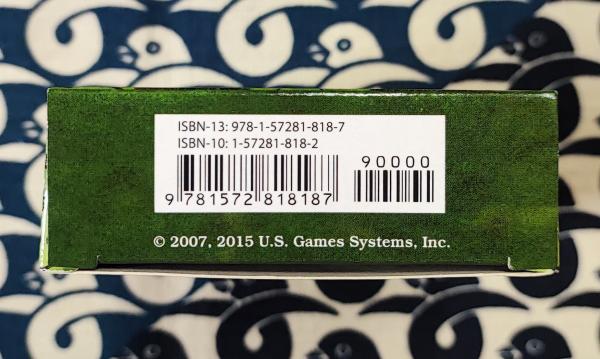 ISBN-13: 978-1-57281-818-7
ISBN-10: 1-57281-818-2
90000
9 781572 818187
© 2007, 2015 U.S. Games Systems, Inc.